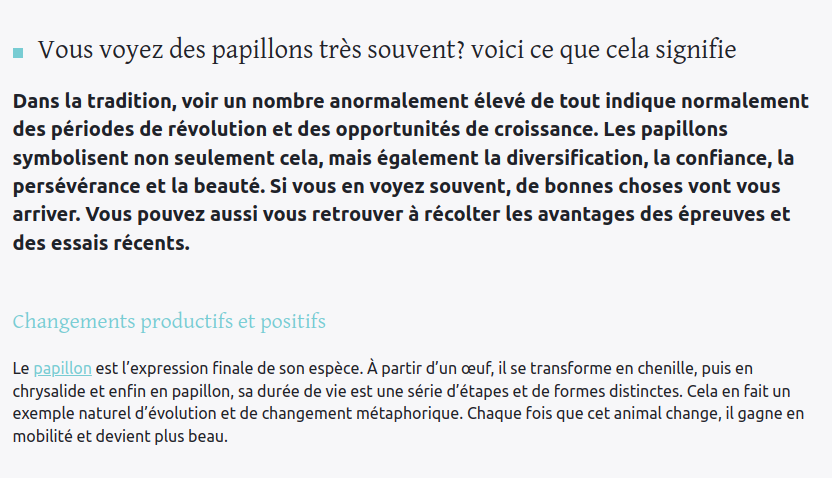 Vous voyez des papillons très souvent? voici ce que cela signifie
Dans la tradition, voir un nombre anormalement élevé de tout indique normalement
des périodes de révolution et des opportunités de croissance. Les papillons
symbolisent non seulement cela, mais également la diversification, la confiance, la
persévérance et la beauté. Si vous en voyez souvent, de bonnes choses vont vous
arriver. Vous pouvez aussi vous retrouver à récolter les avantages des épreuves et
des essais récents.
Changements productifs et positifs
Le papillon est l’expression finale de son espèce. À partir d’un œuf, il se transforme en chenille, puis en
chrysalide et enfin en papillon, sa durée de vie est une série d’étapes et de formes distinctes. Cela en fait un
exemple naturel d’évolution et de changement métaphorique. Chaque fois que cet animal change, il gagne en
mobilité et devient plus beau.